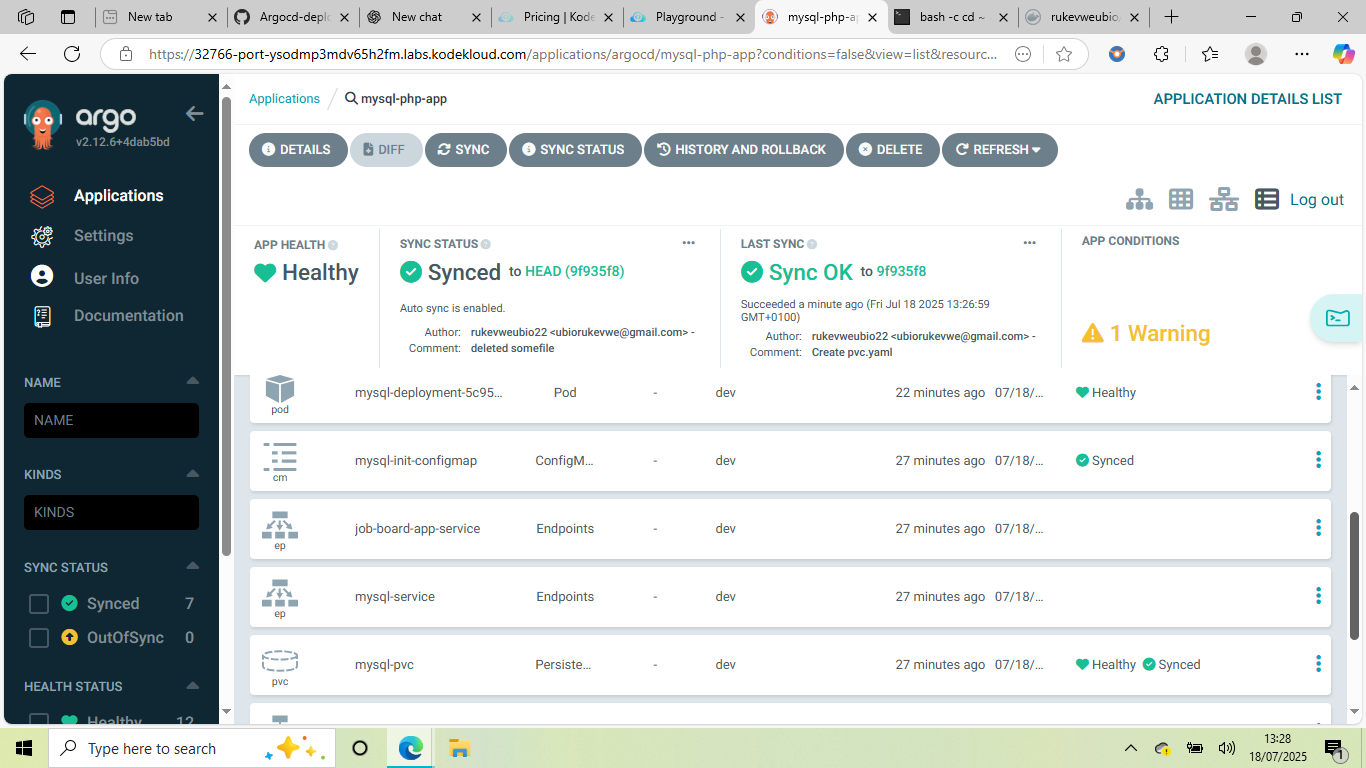 New tab
Argocd-depl
New chat
Pricing | Kode
Playground -
mysql-php-ap
bash -c cd ~
rukevweubio
https://32766-port-ysodmp3mdv65h2fm.labs.kodekloud.com/applications/argocd/mysql-php-app?conditions=false&view=list&resourc...
argo
v2.12.6+4dab5bd
Applications
Settings
User Info
Documentation
NAME
NAME
KINDS
KINDS
SYNC STATUS
Synced 7
OutOfSync 0
HEALTH STATUS
Healthy 12
Applications
mysql-php-app
APPLICATION DETAILS LIST
DETAILS
DIFF
SYNC
SYNC STATUS
HISTORY AND ROLLBACK
DELETE
REFRESH
Log out
APP HEALTH
Healthy
SYNC STATUS
Synced to HEAD (9f935f8)
Auto sync is enabled.
Author: rukevweubio22 <ubiorukevwe@gmail.com> -
Comment: deleted somefile
LAST SYNC
Sync OK to 9f935f8
Succeeded a minute ago (Fri Jul 18 2025 13:26:59
GMT+0100)
Author: rukevweubio22 <ubiorukevwe@gmail.com> -
Comment: Create pvc.yaml
APP CONDITIONS
1 Warning
pod mysql-deployment-5c95... Pod - dev 22 minutes ago 07/18/... Healthy
cm mysql-init-configmap ConfigM... - dev 27 minutes ago 07/18/... Synced
ep job-board-app-service Endpoints - dev 27 minutes ago 07/18/...
ep mysql-service Endpoints - dev 27 minutes ago 07/18/...
pvc mysql-pvc Persiste... - dev 27 minutes ago 07/18/... Healthy Synced
Type here to search
13:28
18/07/2025
1